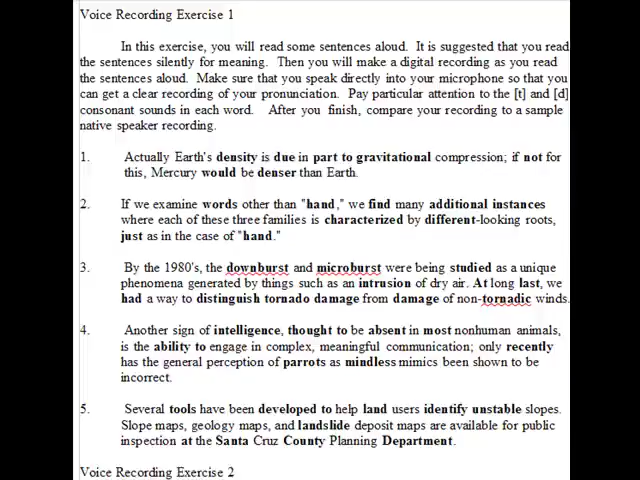 Voice Recording Exercise 1
In this exercise, you will read some sentences aloud. It is suggested that you read
the sentences silently for meaning. Then you will make a digital recording as you read
the sentences aloud. Make sure that you speak directly into your microphone so that you
can get a clear recording of your pronunciation. Pay particular attention to the [t] and [d]
consonant sounds in each word. After you finish, compare your recording to a sample
native speaker recording.
1. Actually Earth's density is due in part to gravitational compression; if not for
this, Mercury would be denser than Earth.
2. If we examine words other than "hand," we find many additional instances
where each of these three families is characterized by different-looking roots,
just as in the case of "hand."
3. By the 1980's, the downburst and microburst were being studied as a unique
phenomena generated by things such as an intrusion of dry air. At long last, we
had a way to distinguish tornado damage from damage of non-tornadic winds.
4. Another sign of intelligence, thought to be absent in most nonhuman animals,
is the ability to engage in complex, meaningful communication; only recently
has the general perception of parrots as mindless mimics been shown to be
incorrect.
5. Several tools have been developed to help land users identify unstable slopes.
Slope maps, geology maps, and landslide deposit maps are available for public
inspection at the Santa Cruz County Planning Department.
Voice Recording Exercise 2